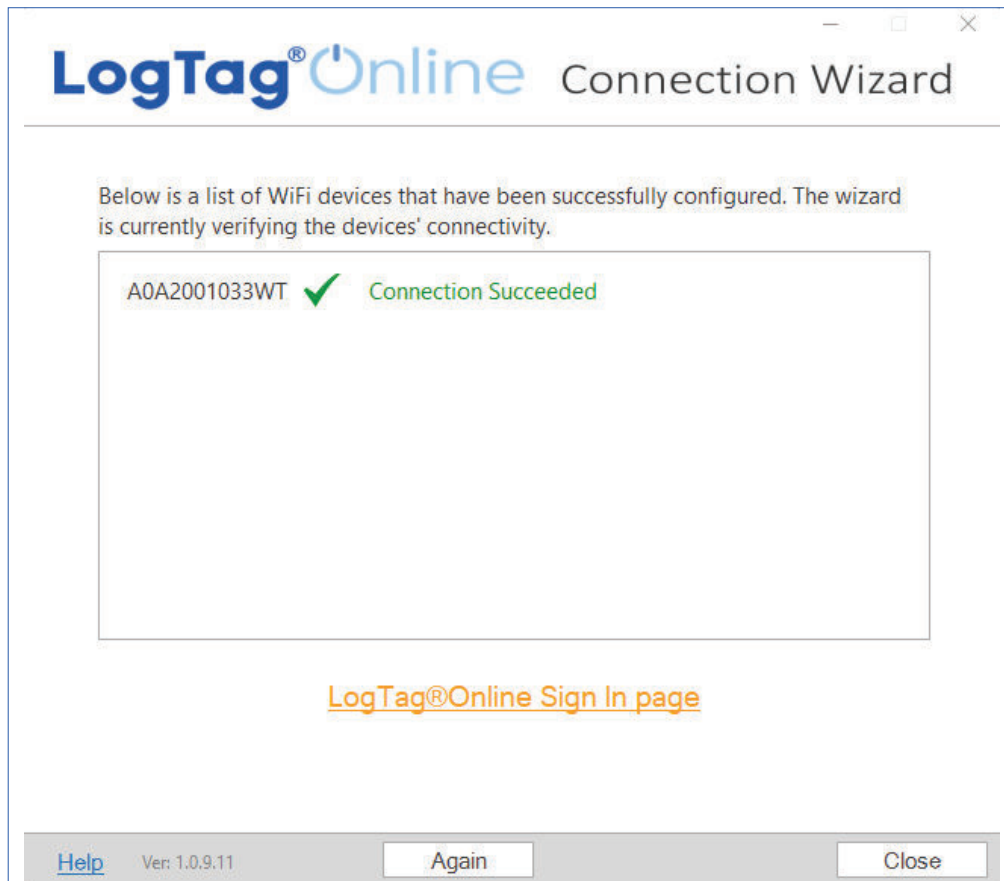 LogTag®Online Connection Wizard
Below is a list of WiFi devices that have been successfully configured. The wizard
is currently verifying the devices' connectivity.
A0A2001033WT Connection Succeeded
LogTag®Online Sign In page
Help Ver: 1.0.9.11 Again Close